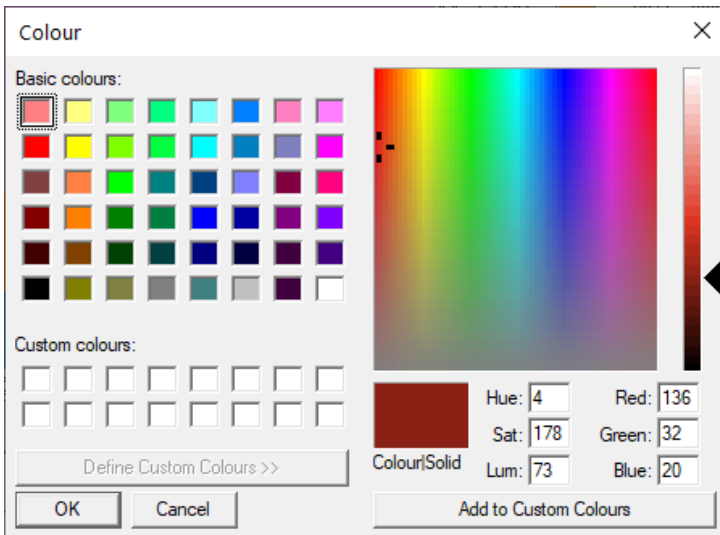 Colour
Basic colours:
Custom colours:
Define Custom Colours >>
OK
Cancel
Colour|Solid
Hue: 4
Sat: 178
Lum: 73
Red: 136
Green: 32
Blue: 20
Add to Custom Colours